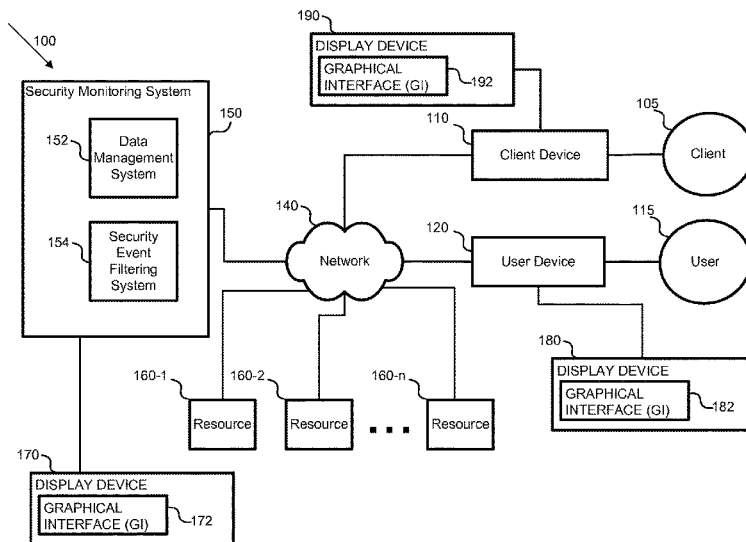 100
190
DISPLAY DEVICE
GRAPHICAL
INTERFACE (GI)
192
Security Monitoring System
150
152
Data
Management
System
154
Security
Event
Filtering
System
110
Client Device
105
Client
140
Network
120
User Device
115
User
160-1
Resource
160-2
Resource
160-n
Resource
180
DISPLAY DEVICE
GRAPHICAL
INTERFACE (GI)
182
170
DISPLAY DEVICE
GRAPHICAL
INTERFACE (GI)
172